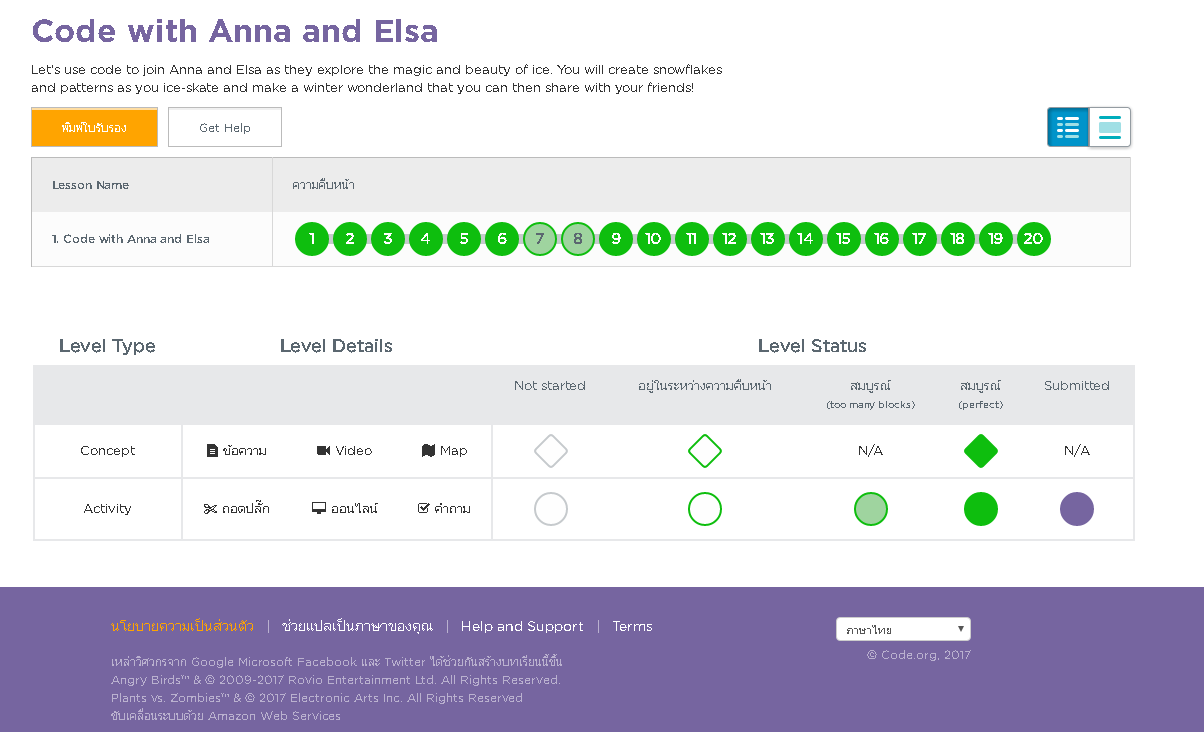 Code with Anna and Elsa
Let's use code to join Anna and Elsa as they explore the magic and beauty of ice. You will create snowflakes
and patterns as you ice-skate and make a winter wonderland that you can then share with your friends!
พิมพ์ใบรับรอง Get Help
Lesson Name ความคืบหน้า
1. Code with Anna and Elsa 1 2 3 4 5 6 7 8 9 10 11 12 13 14 15 16 17 18 19 20
Level Type Level Details Level Status
Not started อยู่ในระหว่างความคืบหน้า สมบูรณ์ สมบูรณ์ Submitted
(too many blocks) (perfect)
Concept ข้อความ Video Map N/A N/A
Activity ถอดปลั๊ก ออนไลน์ คำถาม
นโยบายความเป็นส่วนตัว | ช่วยแปลเป็นภาษาของคุณ | Help and Support | Terms ภาษาไทย
© Code.org, 2017
เหล่าวิศวกรจาก Google Microsoft Facebook และ Twitter ได้ช่วยกันสร้างบทเรียนนี้ขึ้น
Angry Birds™ & © 2009-2017 Rovio Entertainment Ltd. All Rights Reserved.
Plants vs. Zombies™ & © 2017 Electronic Arts Inc. All Rights Reserved
ขับเคลื่อนระบบด้วย Amazon Web Services